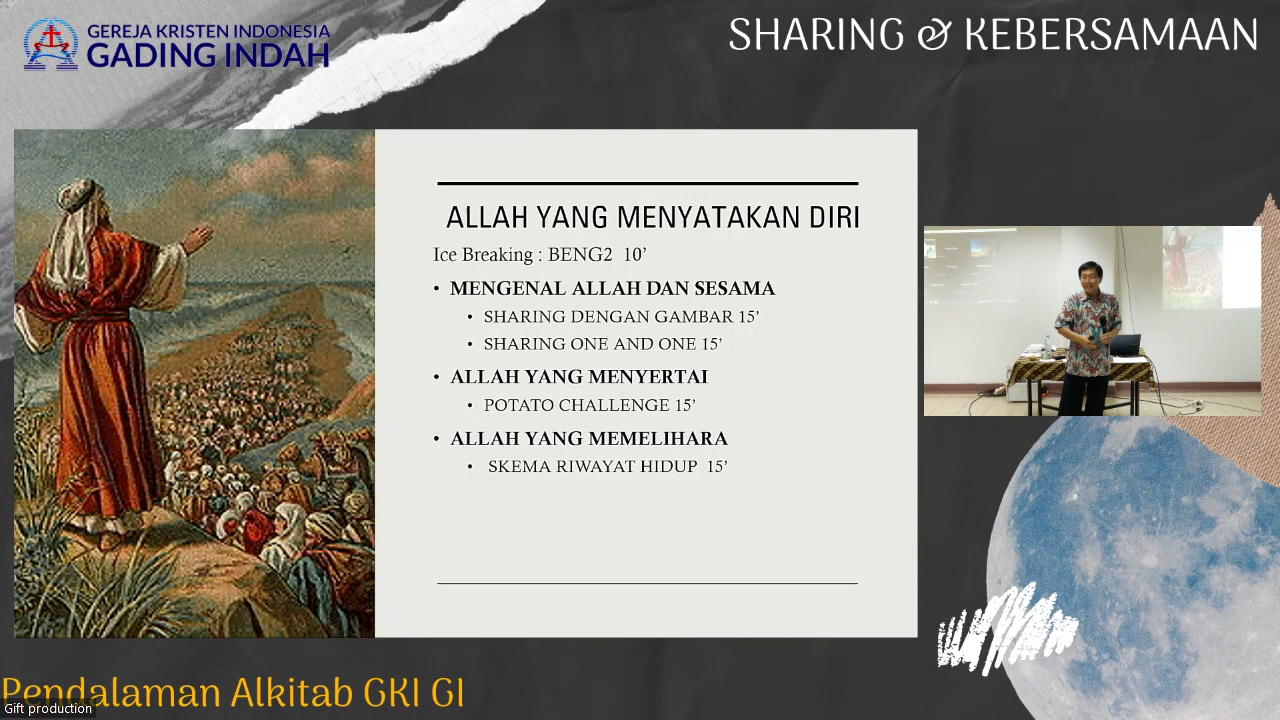 GEREJA KRISTEN INDONESIA
GADING INDAH
SHARING & KEBERSAMAAN
ALLAH YANG MENYATAKAN DIRI
Ice Breaking : BENG2 10’
• MENGENAL ALLAH DAN SESAMA
• SHARING DENGAN GAMBAR 15’
• SHARING ONE AND ONE 15’
• ALLAH YANG MENYERTAI
• POTATO CHALLENGE 15’
• ALLAH YANG MEMELIHARA
• SKEMA RIWAYAT HIDUP 15’
Pendalaman Alkitab GKI GI
Gift production